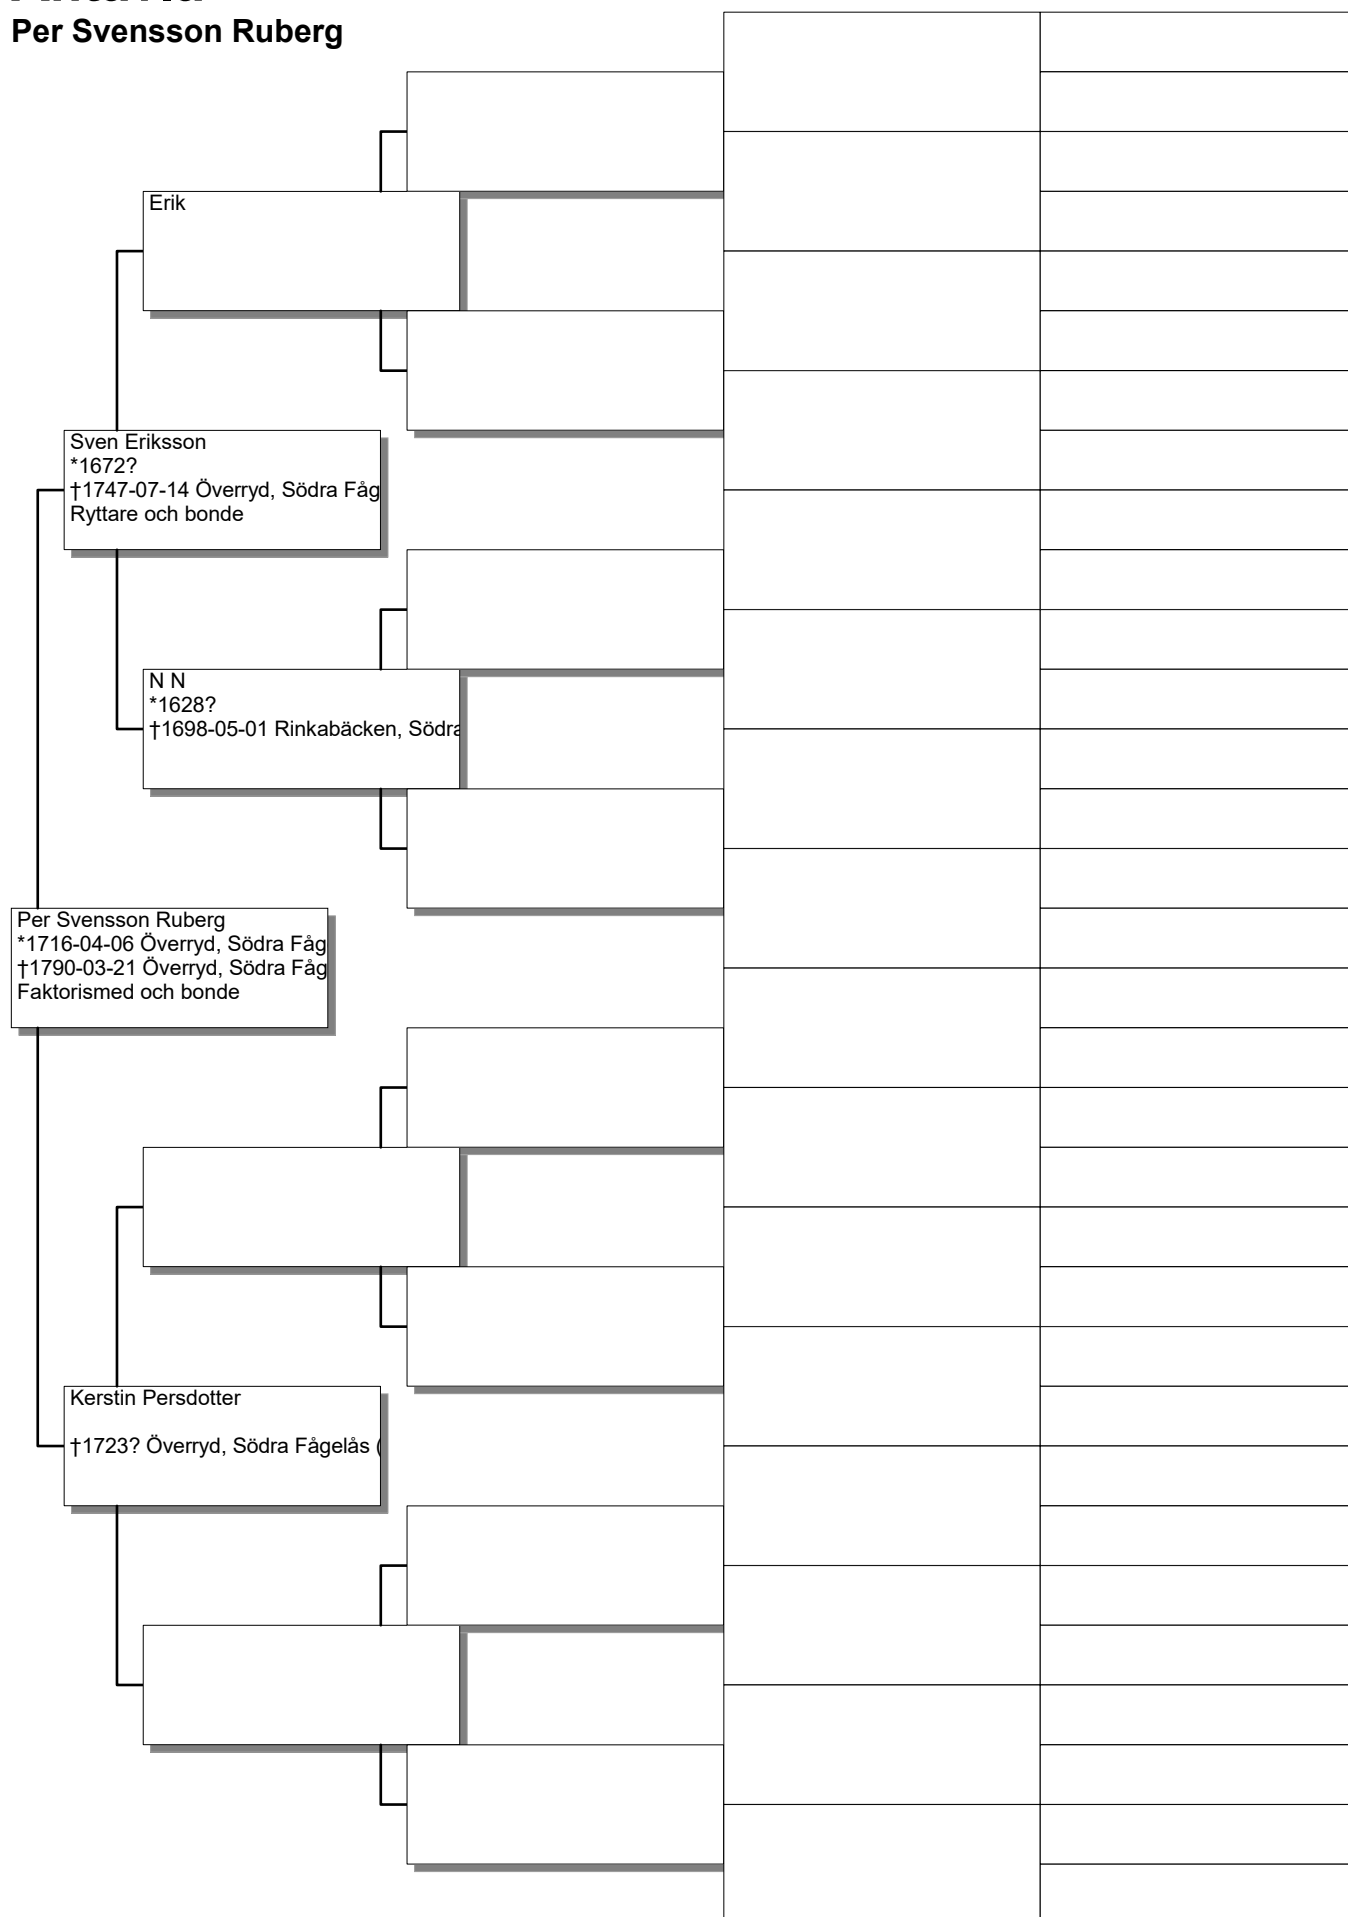 Per Svensson Ruberg
Erik
Sven Eriksson
*1672?
†1747-07-14 Överryd, Södra Fåg
Ryttare och bonde
N N
*1628?
†1698-05-01 Rinkabäcken, Södra
Per Svensson Ruberg
*1716-04-06 Överryd, Södra Fåg
†1790-03-21 Överryd, Södra Fåg
Faktorismed och bonde
Kerstin Persdotter
†1723? Överryd, Södra Fågelås (